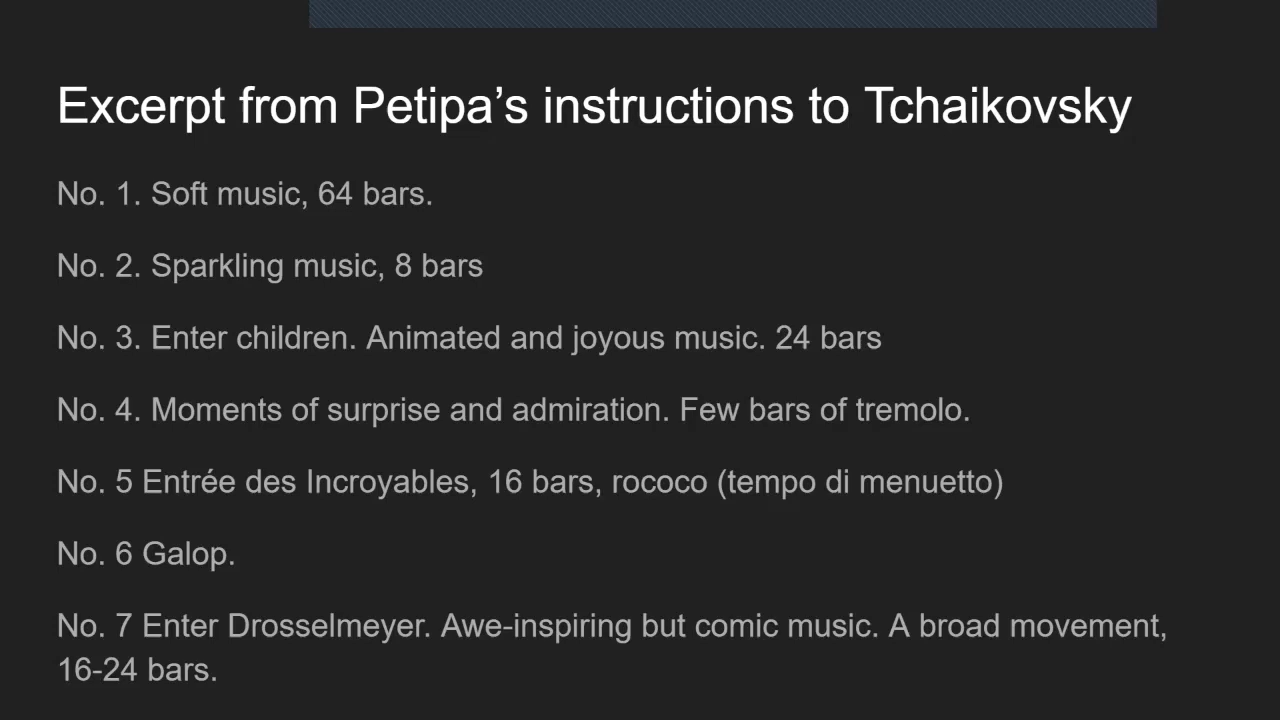 Excerpt from Petipa’s instructions to Tchaikovsky
No. 1. Soft music, 64 bars.
No. 2. Sparkling music, 8 bars
No. 3. Enter children. Animated and joyous music. 24 bars
No. 4. Moments of surprise and admiration. Few bars of tremolo.
No. 5 Entrée des Incroyables, 16 bars, rococo (tempo di menuetto)
No. 6 Galop.
No. 7 Enter Drosselmeyer. Awe-inspiring but comic music. A broad movement,
16-24 bars.